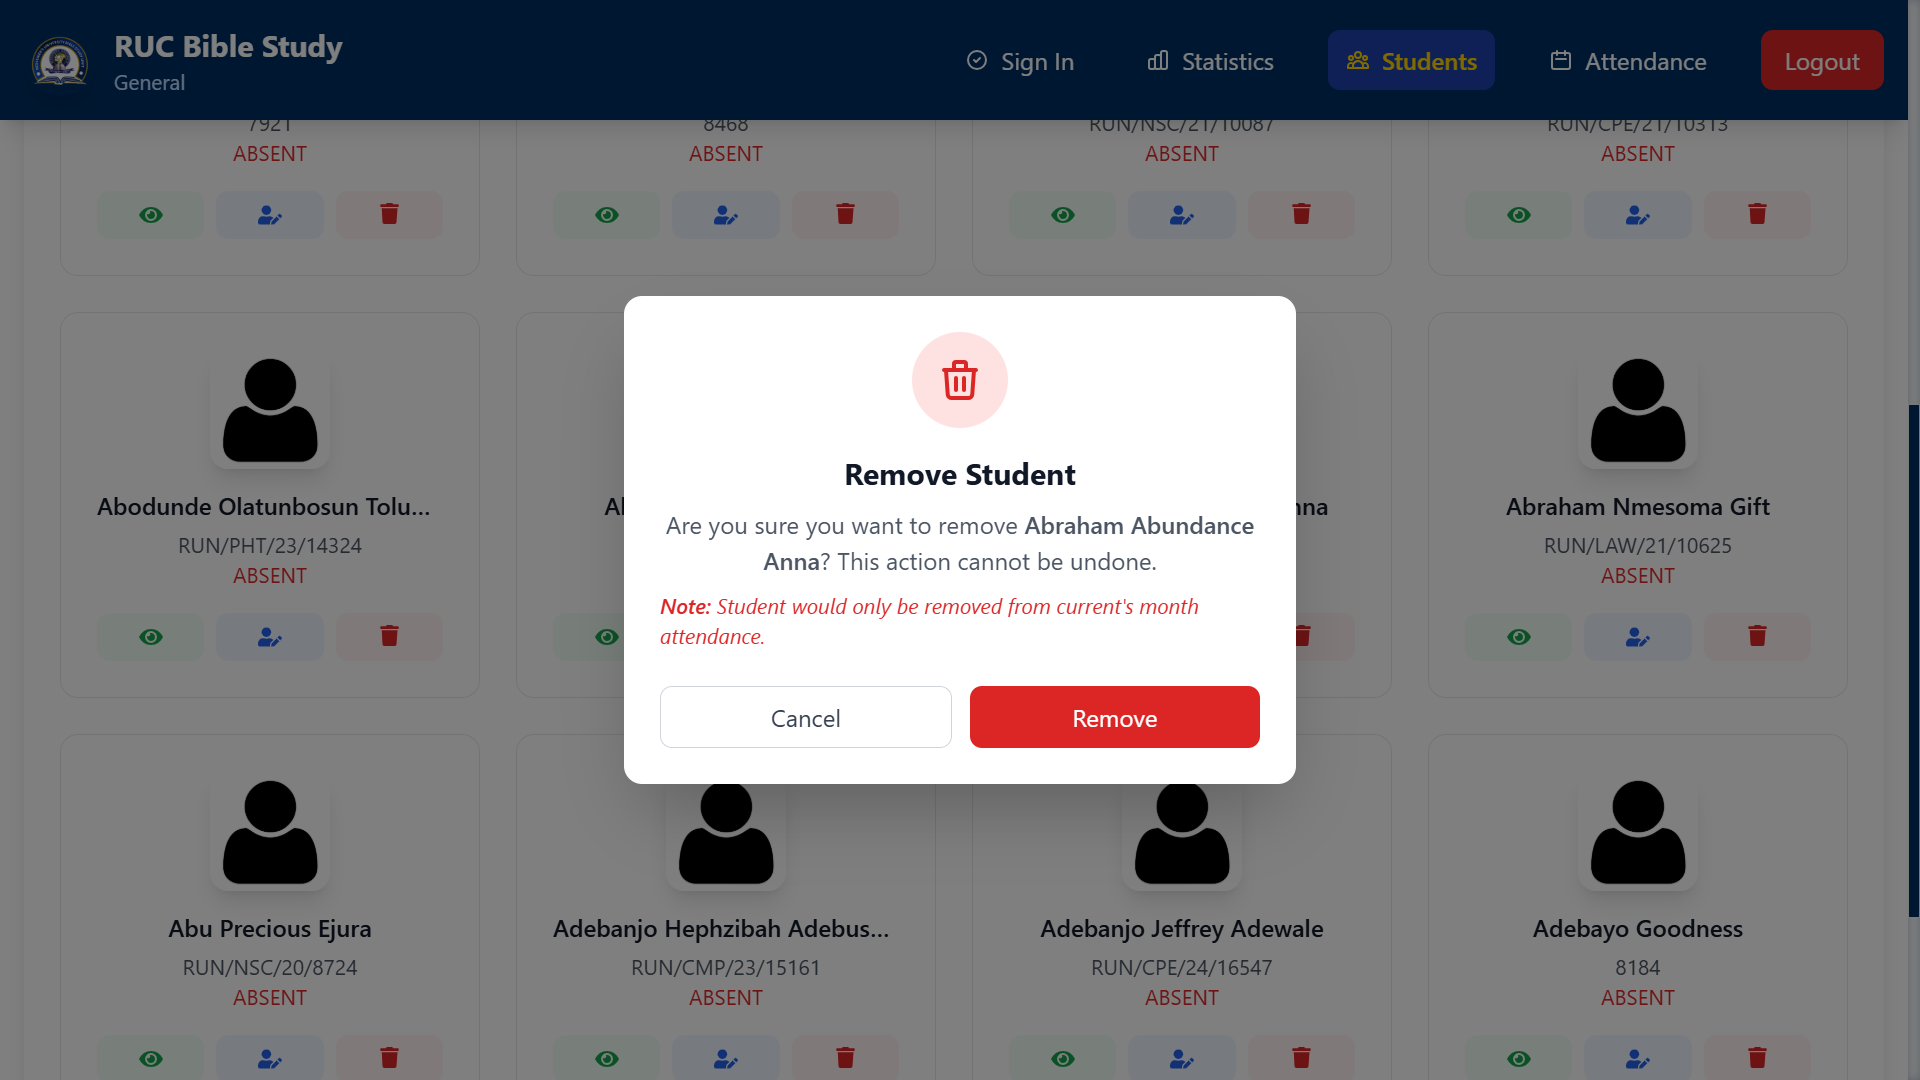 RUC Bible Study
General
Sign In
Statistics
Students
Attendance
Logout
7921
8468
RUN/NSC/21/10087
RUN/CPE/21/10313
ABSENT
ABSENT
ABSENT
ABSENT
Remove Student
Are you sure you want to remove Abraham Abundance
Anna? This action cannot be undone.
Note: Student would only be removed from current's month
attendance.
Cancel
Remove
Abodunde Olatunbosun Tolu...
RUN/PHT/23/14324
ABSENT
Abraham Nmesoma Gift
RUN/LAW/21/10625
ABSENT
Abu Precious Ejura
RUN/NSC/20/8724
ABSENT
Adebanjo Hephzibah Adebus...
RUN/CMP/23/15161
ABSENT
Adebanjo Jeffrey Adewale
RUN/CPE/24/16547
ABSENT
Adebayo Goodness
8184
ABSENT